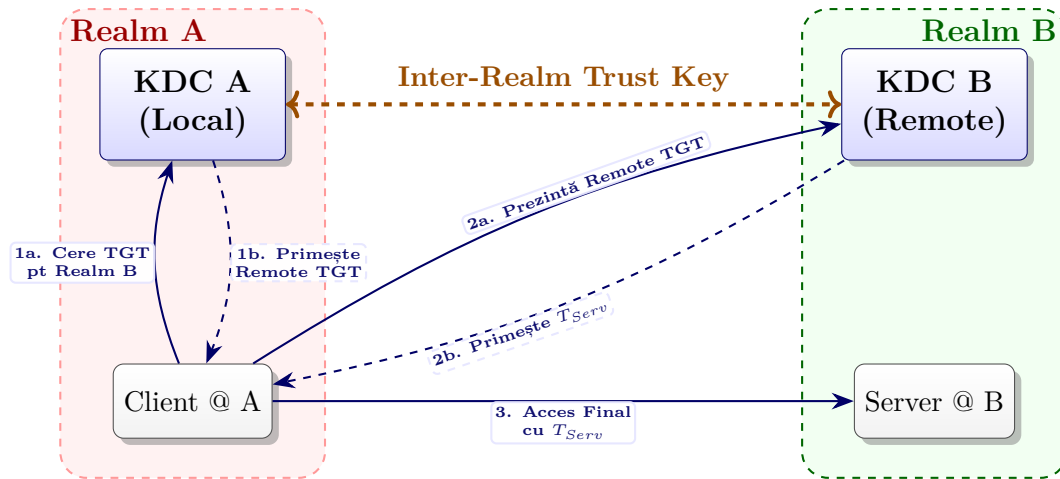 Realm A
Realm B
KDC A
(Local)
Inter-Realm Trust Key
KDC B
(Remote)
2a. Prezintă Remote TGT
1a. Cere TGT
pt Realm B
1b. Primește
Remote TGT
2b. Primește T_Serv
Client @ A
3. Acces Final
cu T_Serv
Server @ B